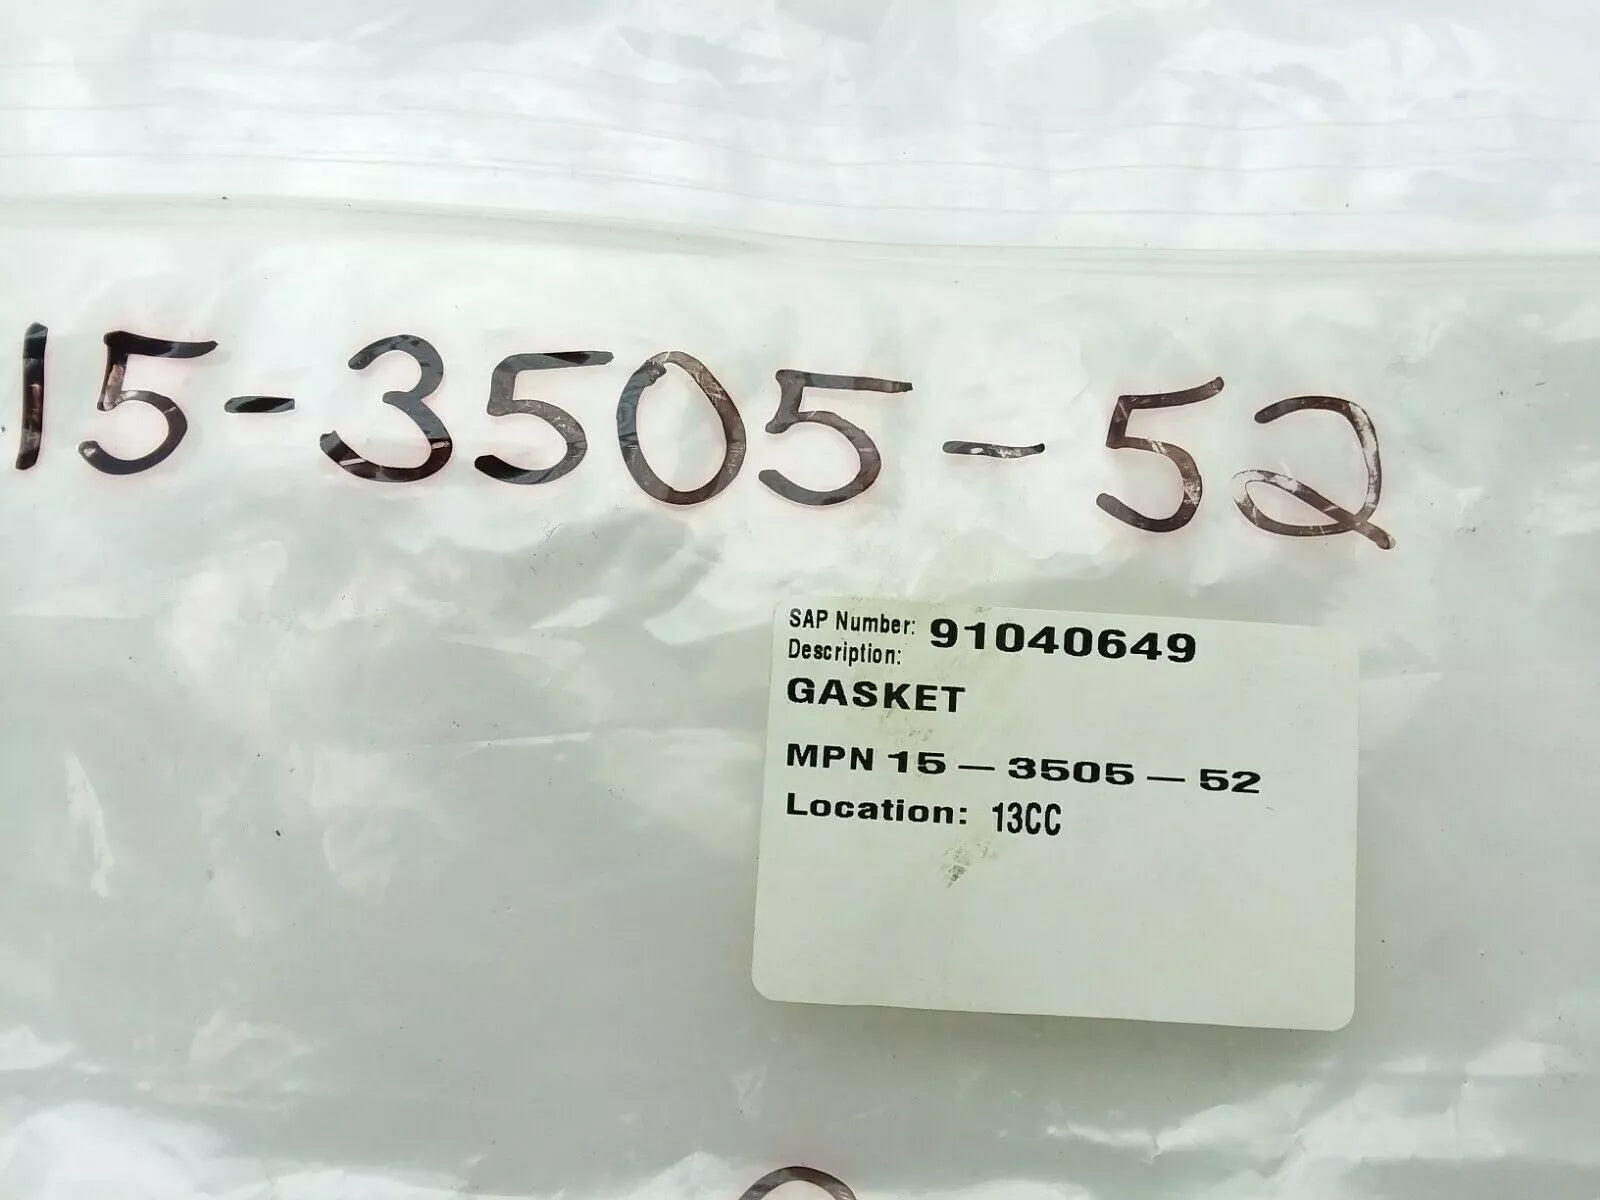 15-3505-52
SAP Number: 91040649
Description:
GASKET
MPN 15 - 3505 - 52
Location: 13CC